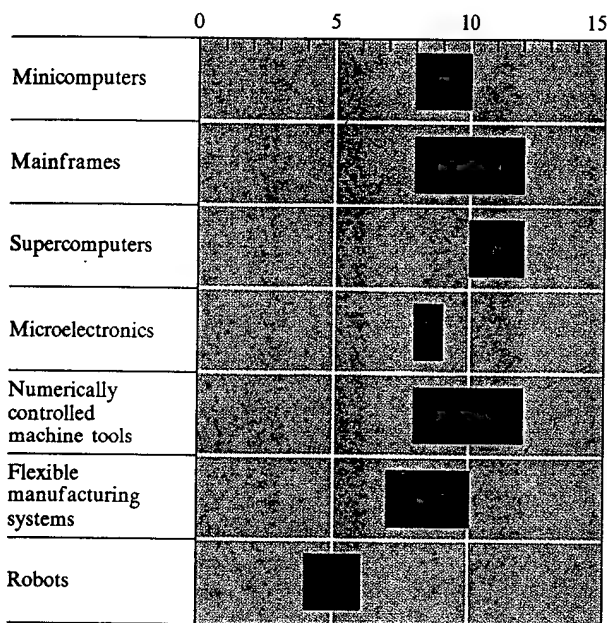 0 5 10 15
Minicomputers
Mainframes
Supercomputers
Microelectronics
Numerically
controlled
machine tools
Flexible
manufacturing
systems
Robots